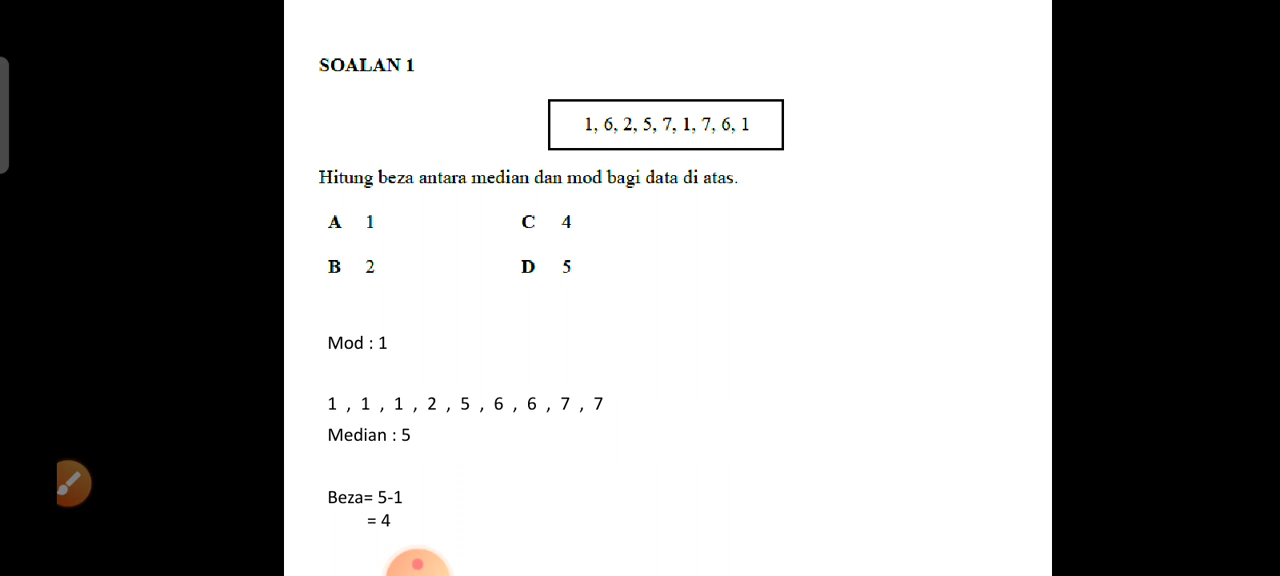 SOALAN 1
1, 6, 2, 5, 7, 1, 7, 6, 1
Hitung beza antara median dan mod bagi data di atas.
A 1 C 4
B 2 D 5
Mod : 1
1 , 1 , 1 , 2 , 5 , 6 , 6 , 7 , 7
Median : 5
Beza= 5-1
= 4